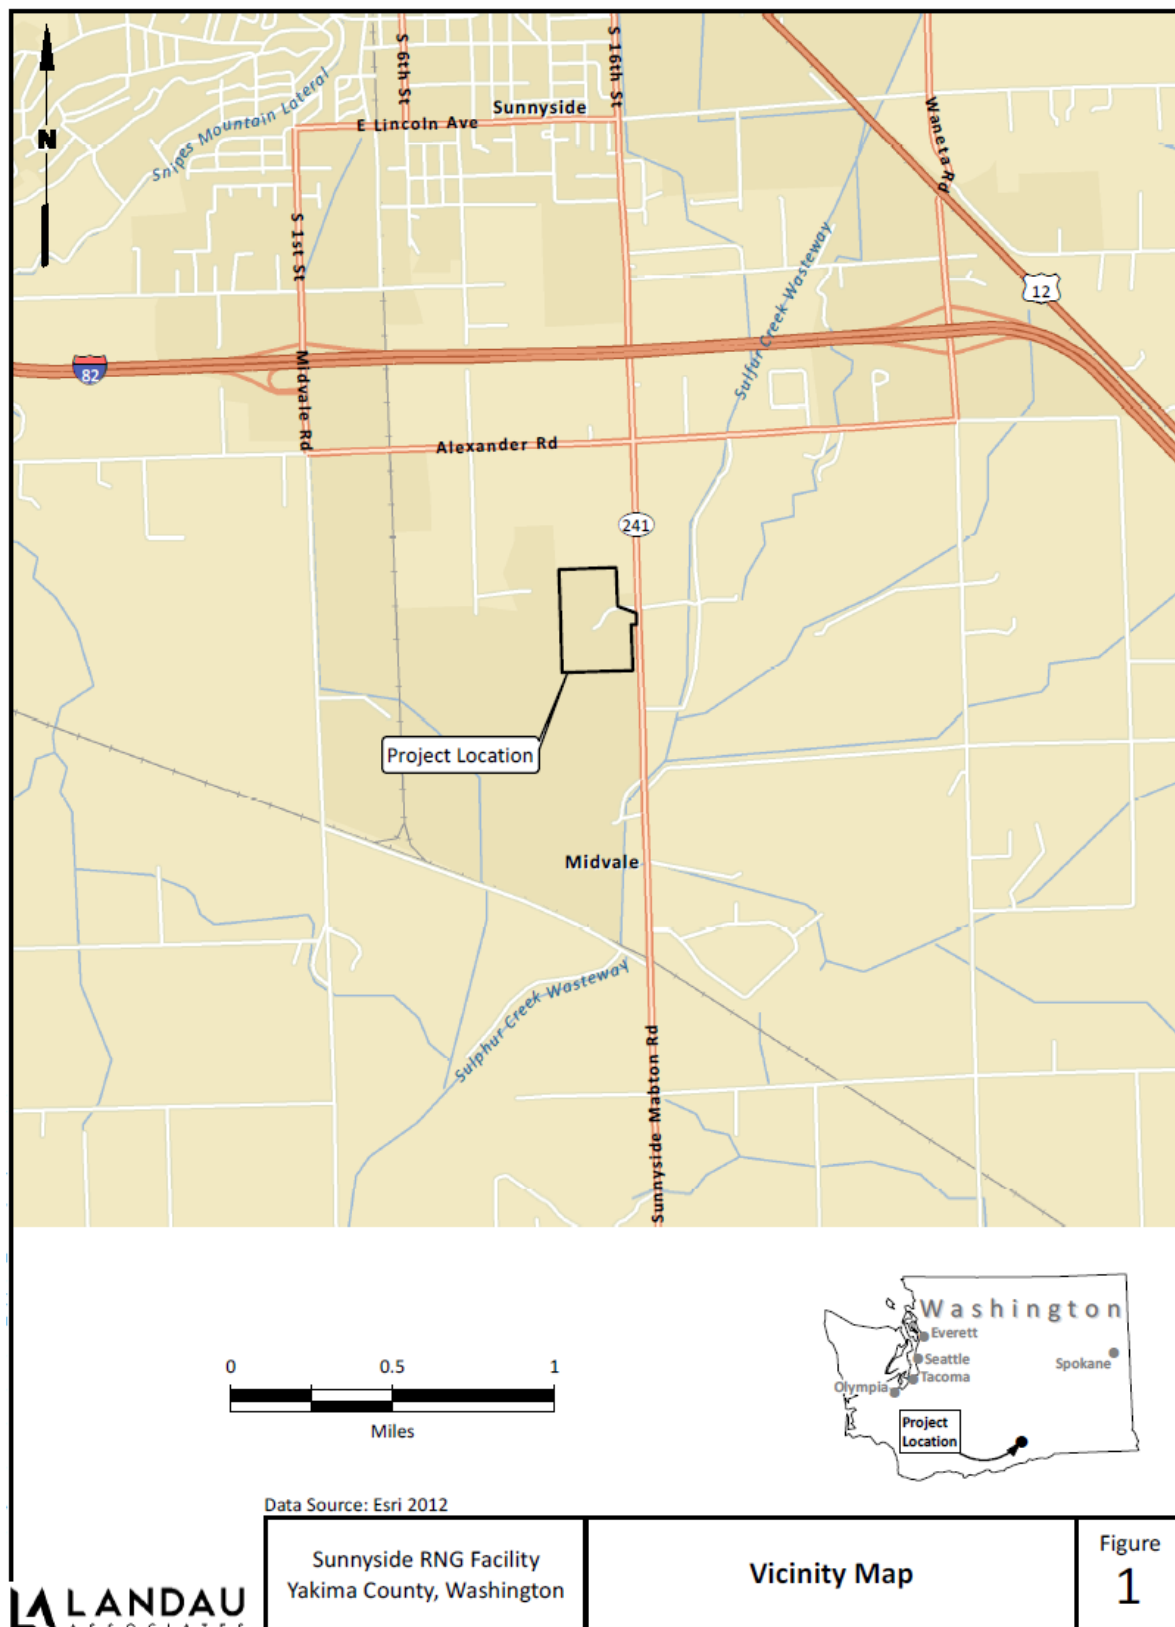 N
S 6th St
S 16th St
Sunnyside
E Lincoln Ave
Snipes Mountain Lateral
Waneta Rd
S 1st St
Sulfur Creek Wasteway
12
82
Midvale Rd
Alexander Rd
241
Project Location
Midvale
Sulphur Creek Wasteway
Sunnyside Mabton Rd
Washington
Everett
Seattle
Spokane
Tacoma
Olympia
Project
Location
0 0.5 1
Miles
Data Source: Esri 2012
Sunnyside RNG Facility
Yakima County, Washington
Vicinity Map
Figure
1
LA LANDAU
ASSOCIATES